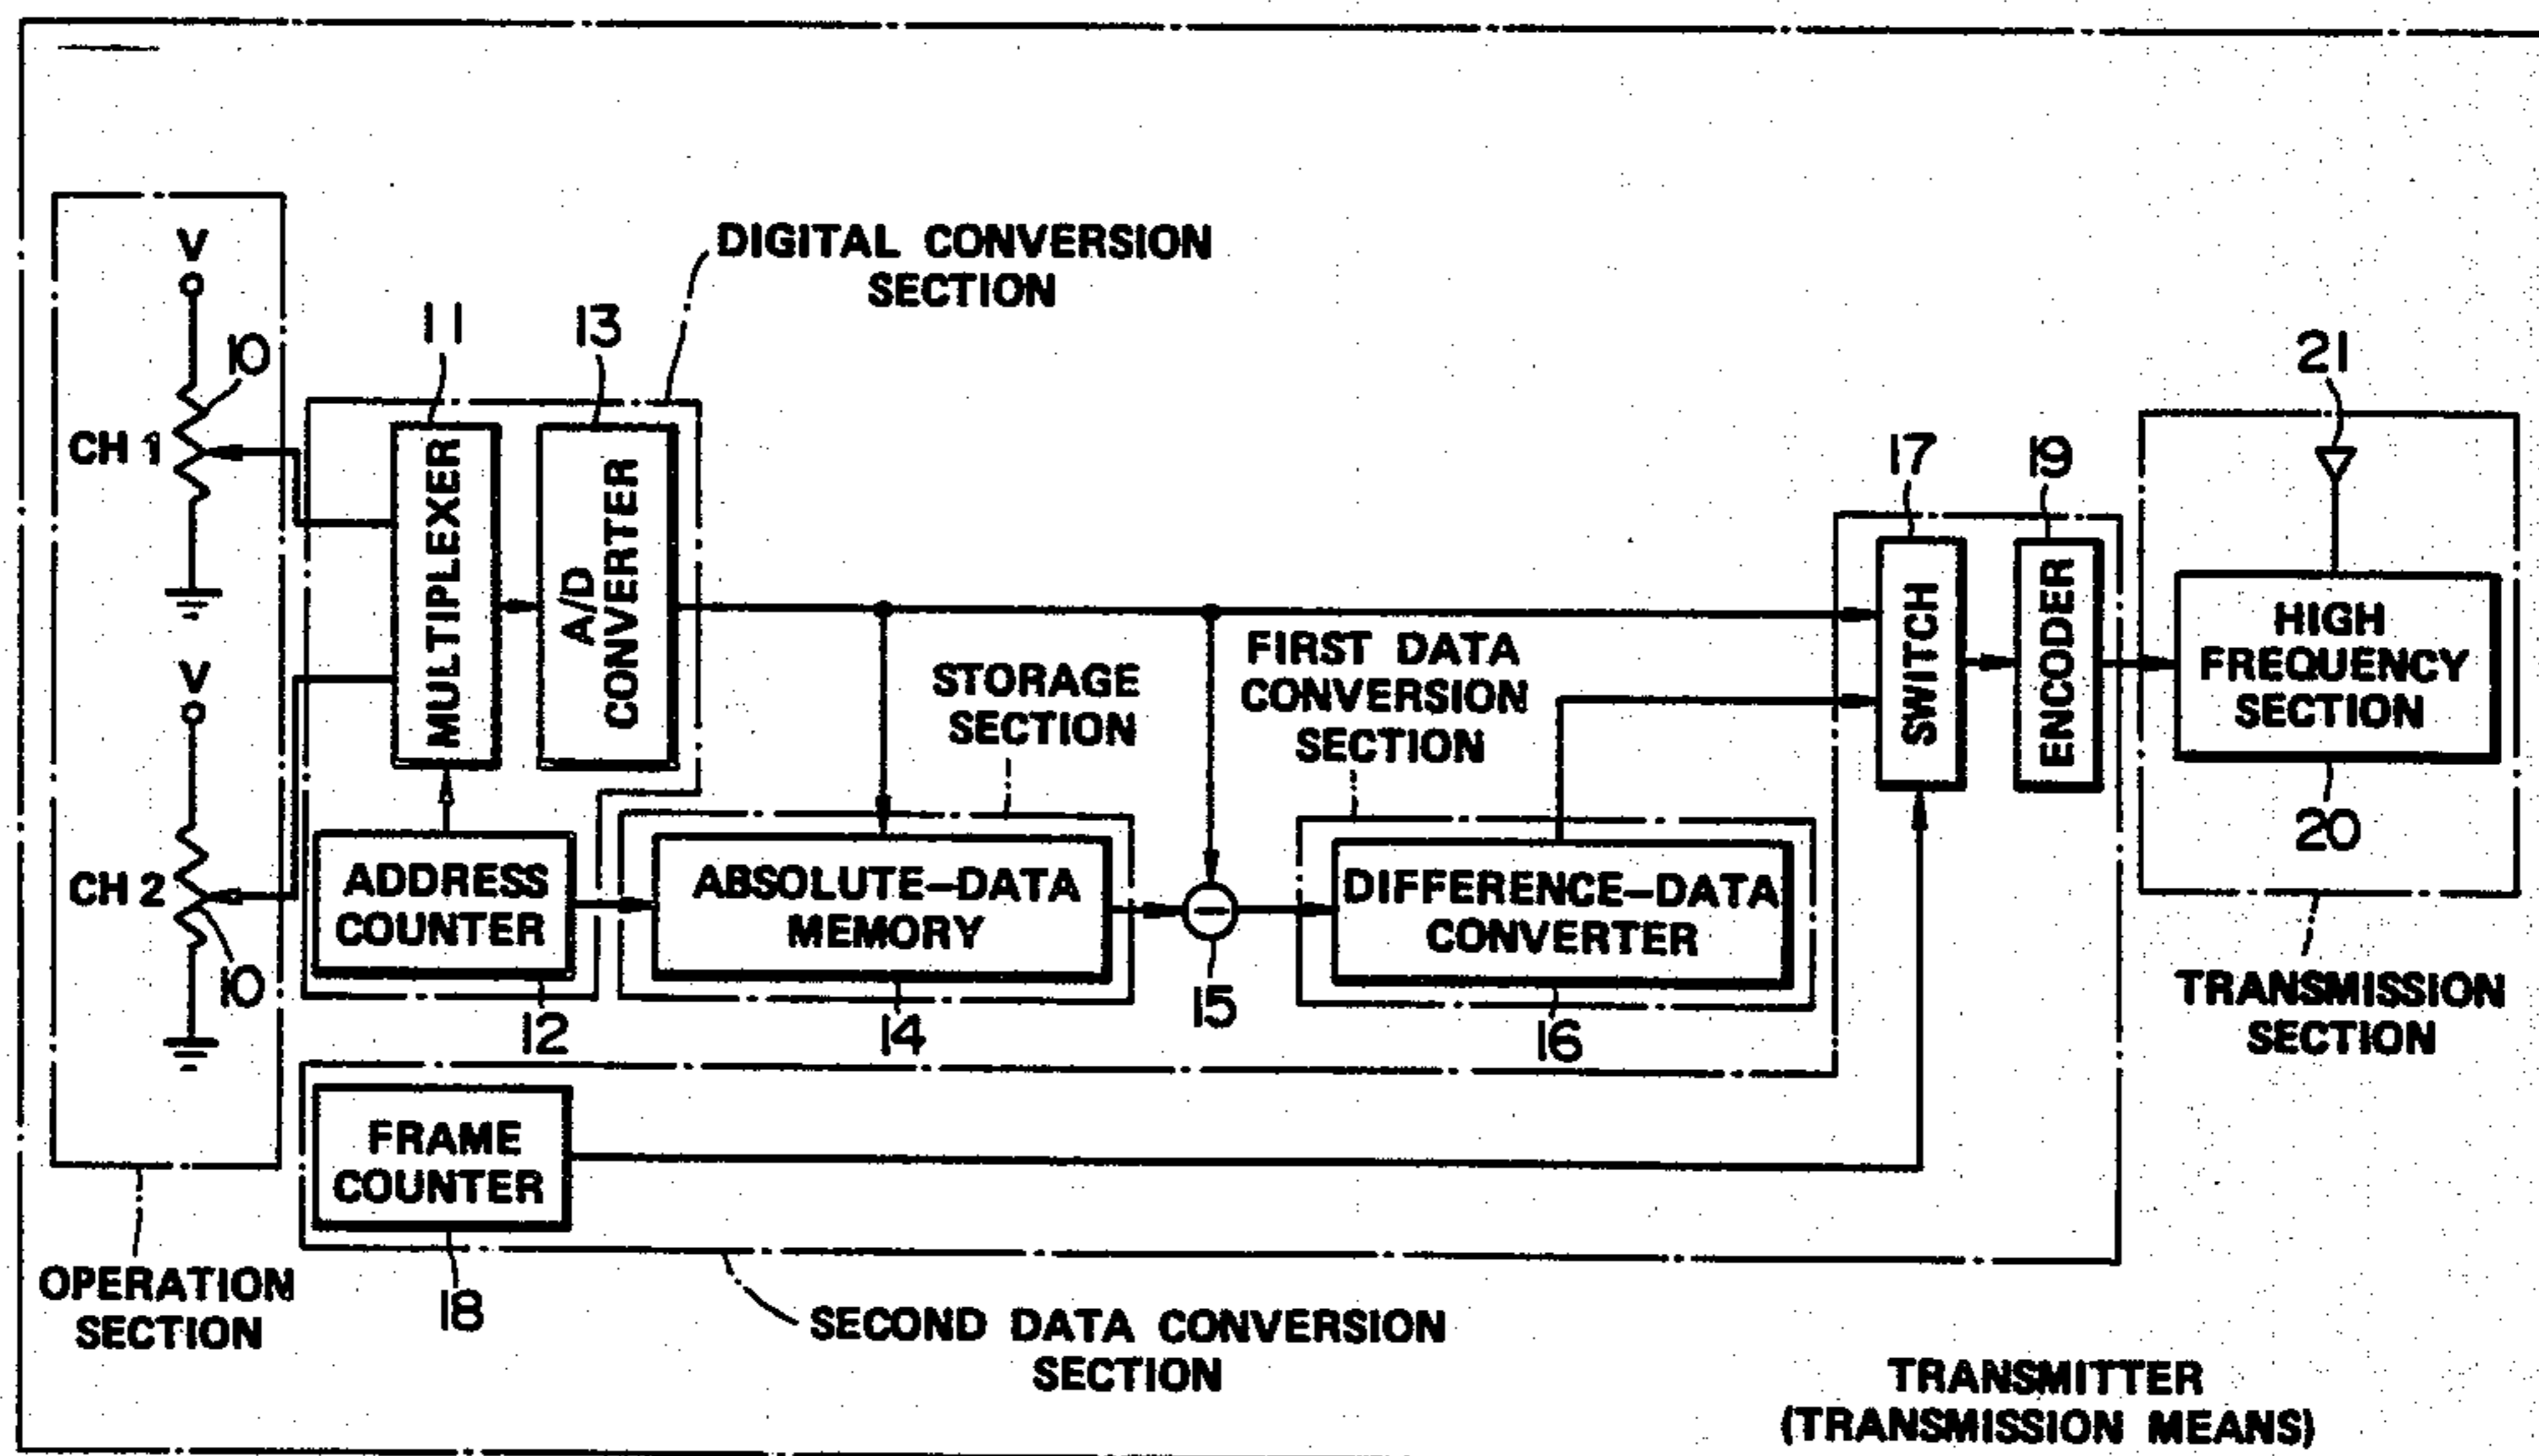 DIGITAL CONVERSION
SECTION
V
10
CH 1
11
13
MULTIPLEXER
A/D
CONVERTER
21
17
19
SWITCH
ENCODER
HIGH
FREQUENCY
SECTION
20
STORAGE
SECTION
FIRST DATA
CONVERSION
SECTION
V
CH 2
10
ADDRESS
COUNTER
12
ABSOLUTE-DATA
MEMORY
14
15
DIFFERENCE-DATA
CONVERTER
16
TRANSMISSION
SECTION
FRAME
COUNTER
18
OPERATION
SECTION
SECOND DATA CONVERSION
SECTION
TRANSMITTER
(TRANSMISSION MEANS)